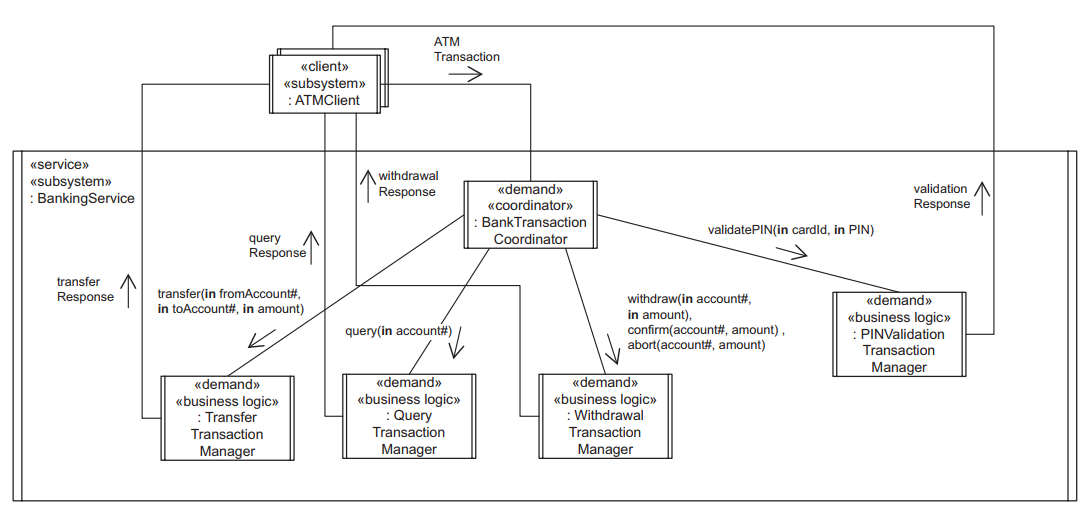 ATM
Transaction
«client»
«subsystem»
: ATMClient
«service»
«subsystem»
: BankingService
withdrawal
Response
«demand»
«coordinator»
: BankTransaction
Coordinator
validation
Response
query
Response
validatePIN(in cardId, in PIN)
transfer
Response
transfer(in fromAccount#,
in toAccount#, in amount)
query(in account#)
withdraw(in account#,
in amount),
confirm(account#, amount) ,
abort(account#, amount)
«demand»
«business logic»
: PINValidation
Transaction
Manager
«demand»
«business logic»
: Transfer
Transaction
Manager
«demand»
«business logic»
: Query
Transaction
Manager
«demand»
«business logic»
: Withdrawal
Transaction
Manager